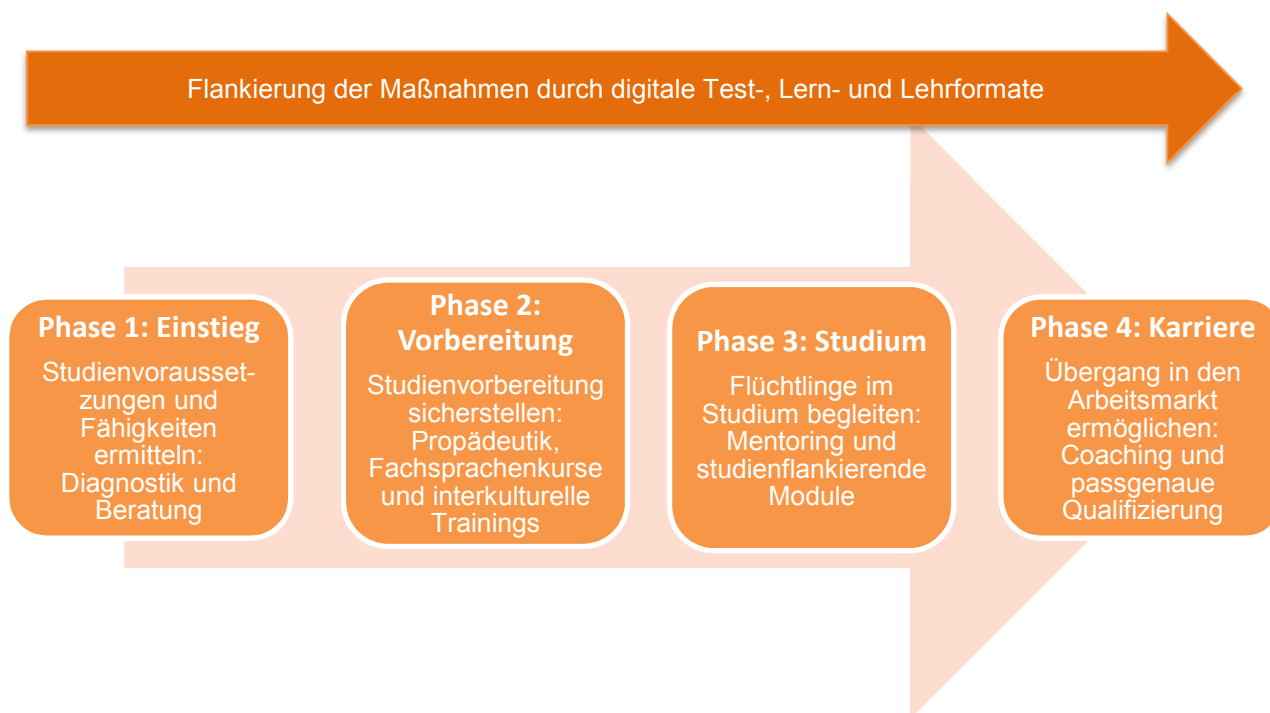 Flankierung der Maßnahmen durch digitale Test-, Lern- und Lehrformate
Phase 1: Einstieg
Studienvorausset-
zungen und
Fähigkeiten
ermitteln:
Diagnostik und
Beratung
Phase 2:
Vorbereitung
Studienvorbereitung
sicherstellen:
Propädeutik,
Fachsprachenkurse
und interkulturelle
Trainings
Phase 3: Studium
Flüchtlinge im
Studium begleiten:
Mentoring und
studienflankierende
Module
Phase 4: Karriere
Übergang in den
Arbeitsmarkt
ermöglichen:
Coaching und
passgenaue
Qualifizierung